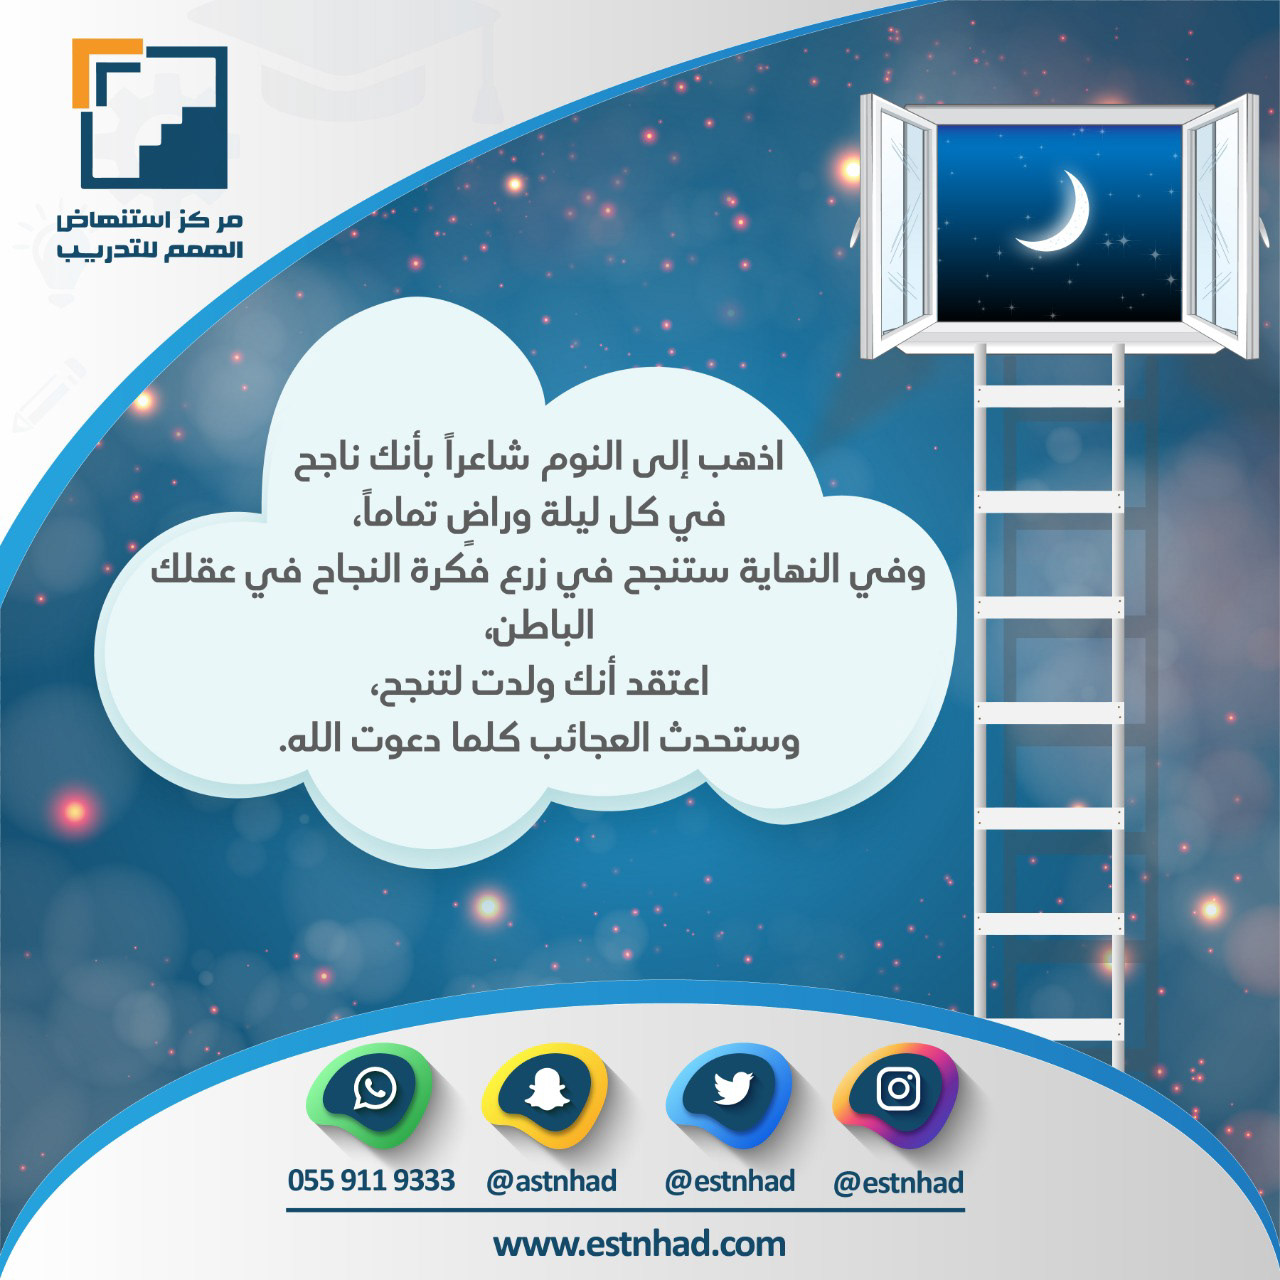 مركز استنهاض
الهمم للتدريب
اذهب إلى النوم شاعراً بأنك ناجح
في كل ليلة وراضٍ تماماً،
وفي النهاية ستنجح في زرع فكرة النجاح في عقلك
الباطن،
اعتقد أنك ولدت لتنجح،
وستحدث العجائب كلما دعوت الله.
055 911 9333 @astnhad @estnhad @estnhad
www.estnhad.com